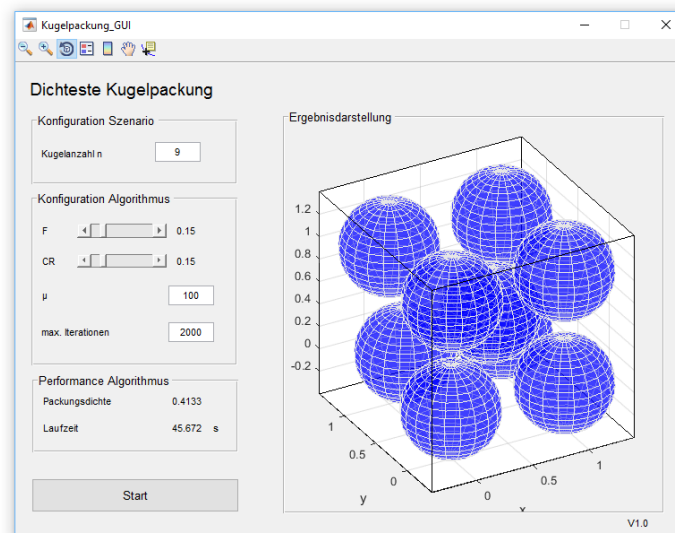 Kugelpackung_GUI
Dichteste Kugelpackung
Konfiguration Szenario
Kugelanzahl n 9
Konfiguration Algorithmus
F 0.15
CR 0.15
µ 100
max. Iterationen 2000
Performance Algorithmus
Packungsdichte 0.4133
Laufzeit 45.672 s
Start
Ergebnisdarstellung
1.2
1
0.8
0.6
0.4
0.2
0
-0.2
1
0.5
0
y
0
0.5
1
x
V1.0